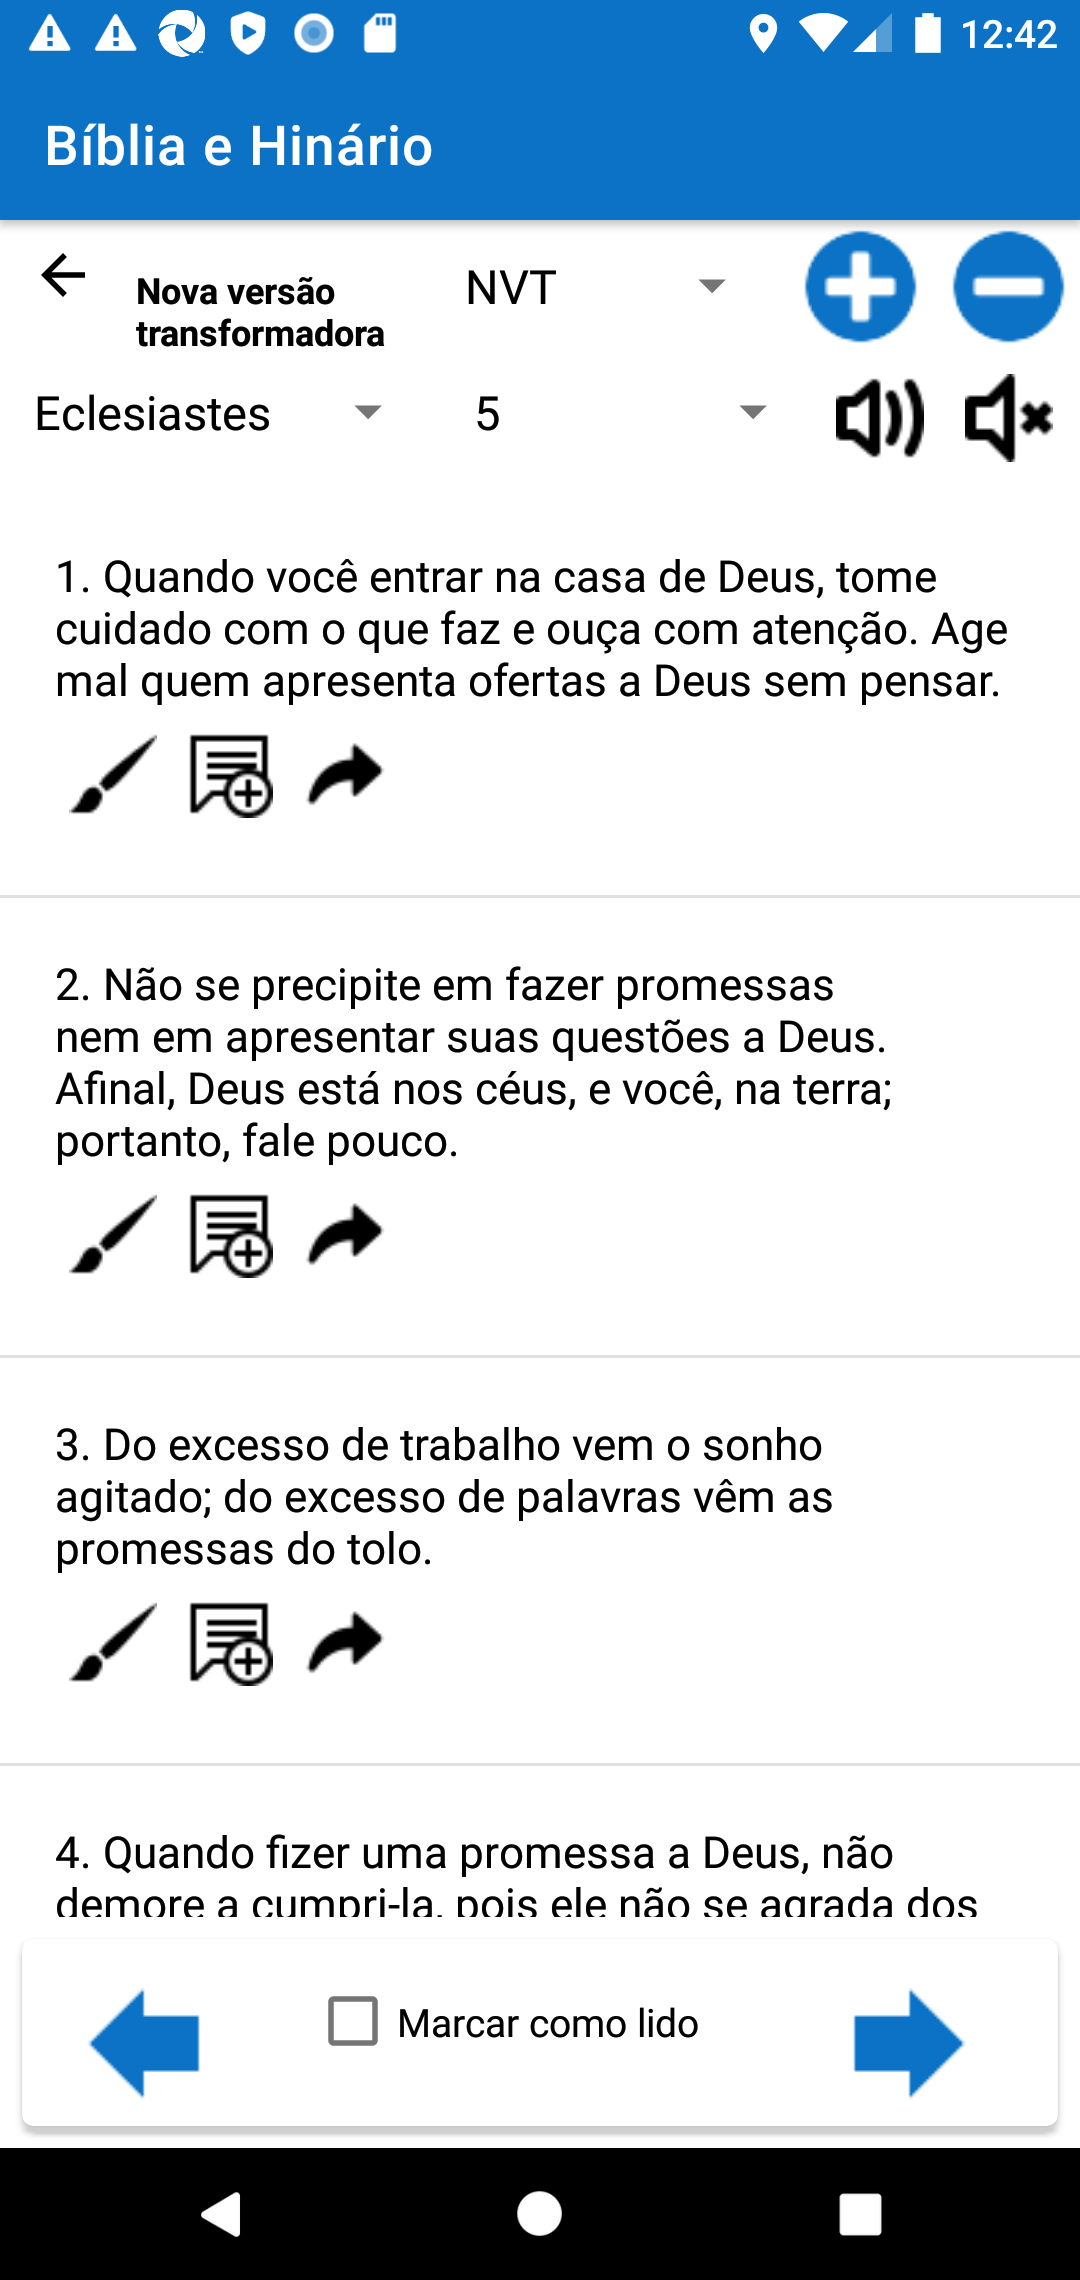 12:42
Bíblia e Hinário
Nova versão
transformadora
NVT
Eclesiastes
5
1. Quando você entrar na casa de Deus, tome
cuidado com o que faz e ouça com atenção. Age
mal quem apresenta ofertas a Deus sem pensar.
2. Não se precipite em fazer promessas
nem em apresentar suas questões a Deus.
Afinal, Deus está nos céus, e você, na terra;
portanto, fale pouco.
3. Do excesso de trabalho vem o sonho
agitado; do excesso de palavras vêm as
promessas do tolo.
4. Quando fizer uma promessa a Deus, não
demore a cumpri-la, pois ele não se agrada dos
Marcar como lido